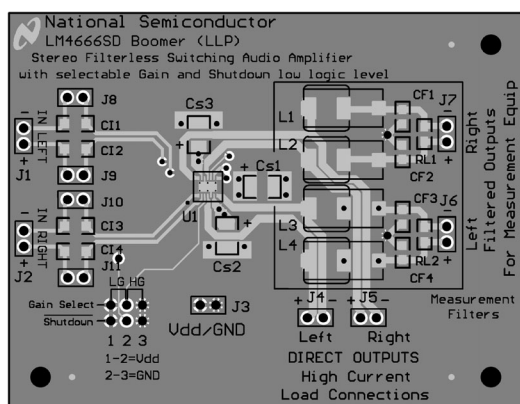 National Semiconductor
LM4666SD Boomer (LLP)
Stereo Filterless Switching Audio Amplifier
with selectable Gain and Shutdown low logic level
J8
Cs3
CF1
J7
-
IN LEFT
CI1
L1
-
Right
+
J1
CI2
L2
RL1
+
CF2
J9
Cs1
J10
+
U1
CF3
J6
-
IN RIGHT
CI3
L3
-
Left
+
J2
CI4
+
L4
RL2
+
J11
Cs2
CF4
Filtered Outputs
For Measurement Equip
LG HG
Gain Select
Shutdown
1 2 3
1-2=Vdd
2-3=GND
J3
Vdd/GND
+ J4 - + J5 -
Left Right
Measurement
Filters
DIRECT OUTPUTS
High Current
Load Connections